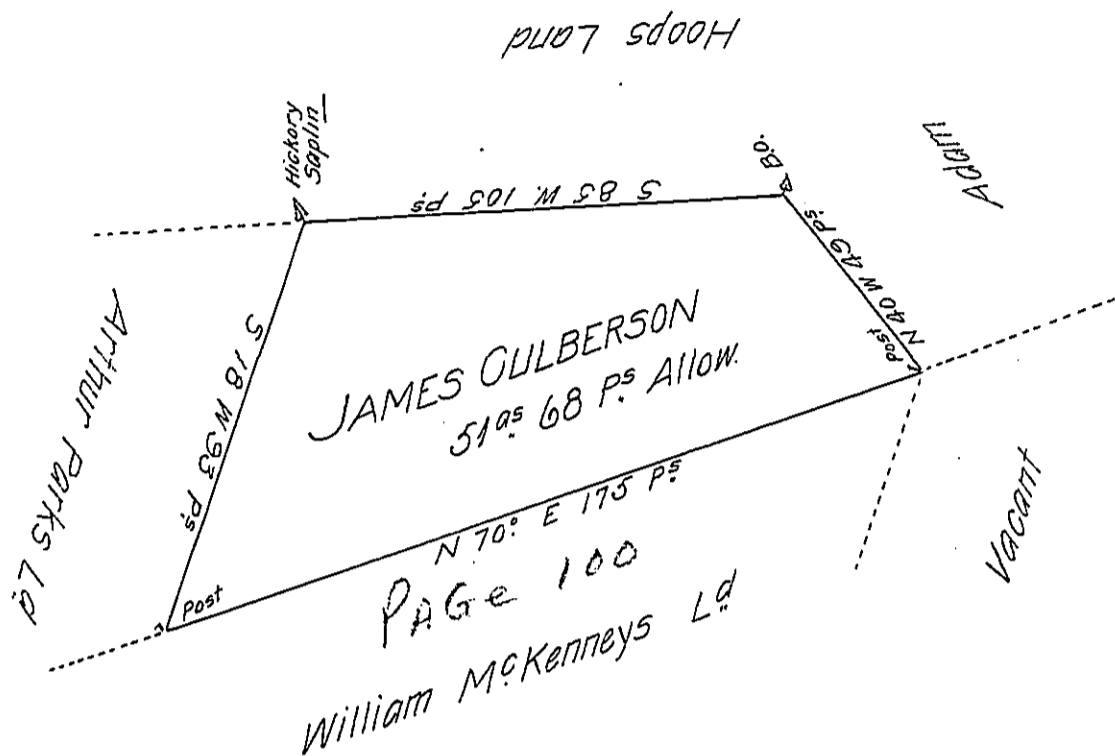 Hoops Land
Adam
Hickory
Saplin
B.o.
S 85 W. 105 ps
N 40 W 49 Ps
Post
S 18 W 93 ps
Arthur Parks Ld
JAMES CULBERSON
51as. 68 Ps Allow.
N 70° E 175 Ps
Post
PAGe 100
William McKenneys Ld
Vacant